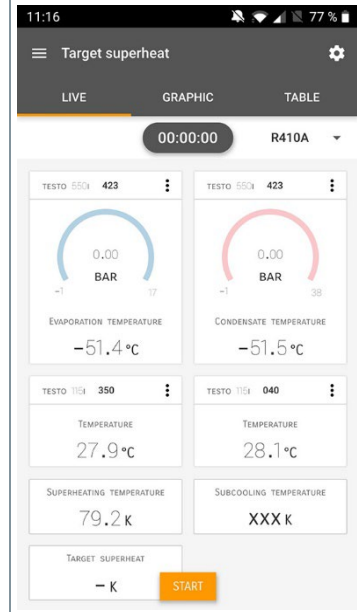 11:16 77 %
Target superheat
LIVE GRAPHIC TABLE
00:00:00 R410A
TESTO 550I 423 TESTO 550I 423
0.00 0.00
BAR BAR
-1 17 -1 38
EVAPORATION TEMPERATURE CONDENSATE TEMPERATURE
-51.4 °C -51.5 °C
TESTO 115I 350 TESTO 115I 040
TEMPERATURE TEMPERATURE
27.9 °C 28.1 °C
SUPERHEATING TEMPERATURE SUBCOOLING TEMPERATURE
79.2 K XXX K
TARGET SUPERHEAT
– K START